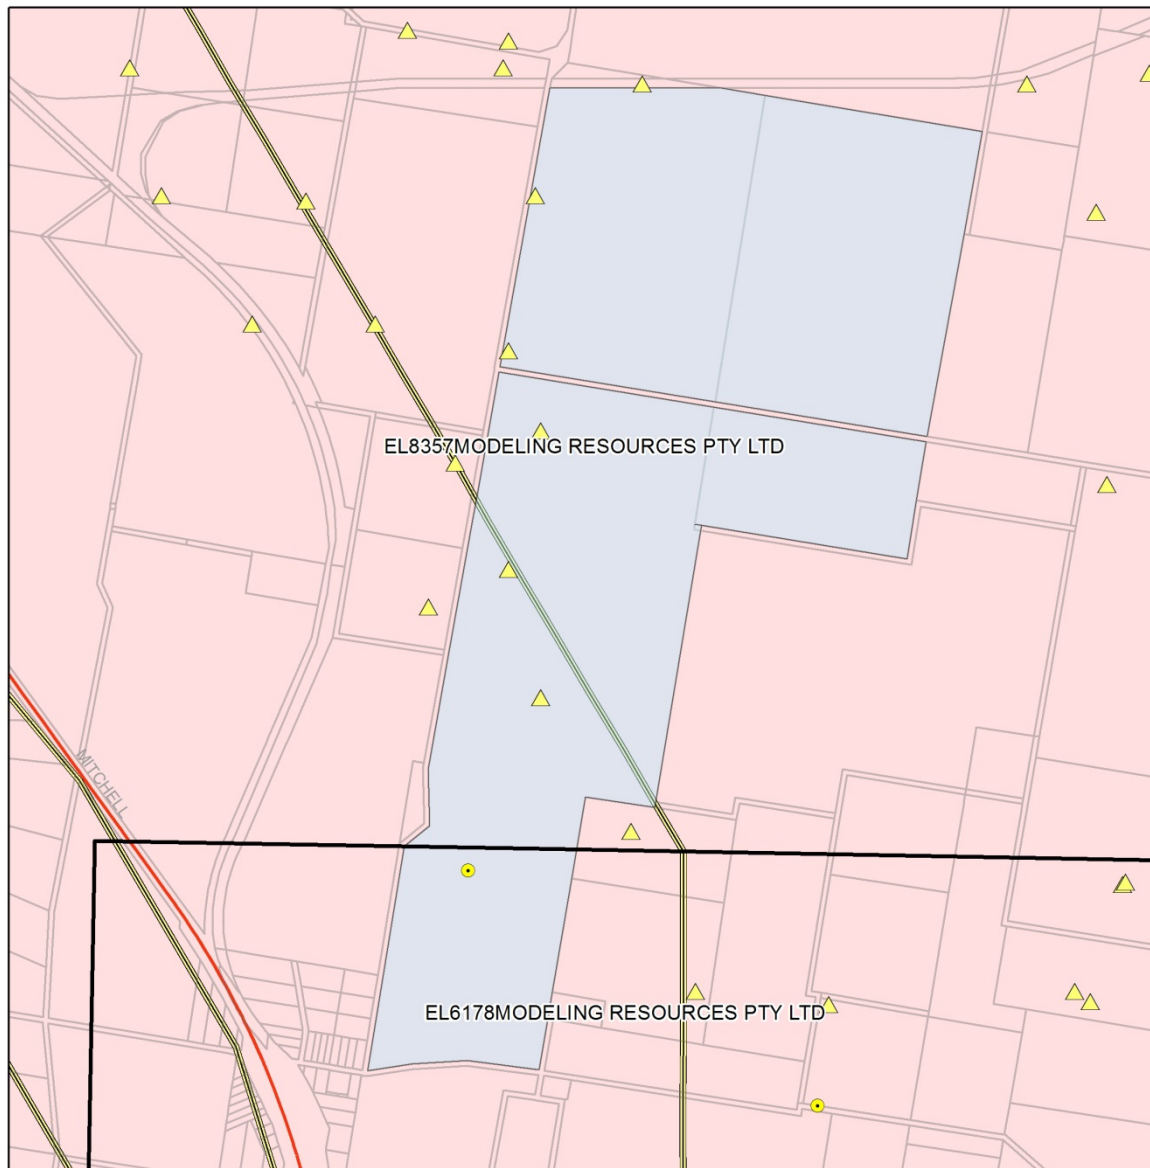 EL8357MODELING RESOURCES PTY LTD
MITCHELL
EL6178MODELING RESOURCES PTY LTD